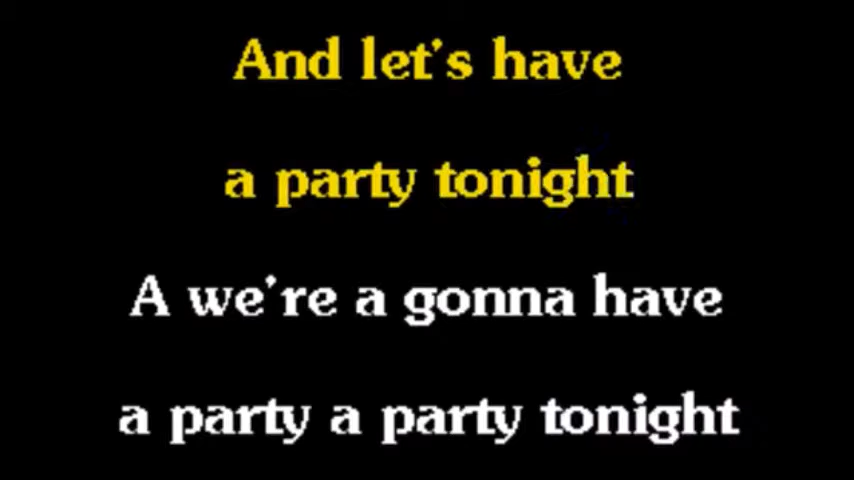 And let's have
a party tonight
A we're a gonna have
a party a party tonight